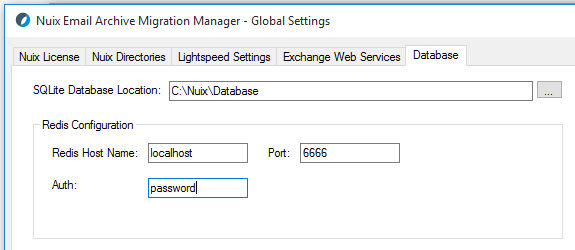 Nuix Email Archive Migration Manager - Global Settings
Nuix License Nuix Directories Lightspeed Settings Exchange Web Services Database
SQLite Database Location: C:\Nuix\Database ...
Redis Configuration
Redis Host Name: localhost Port: 6666
Auth: password